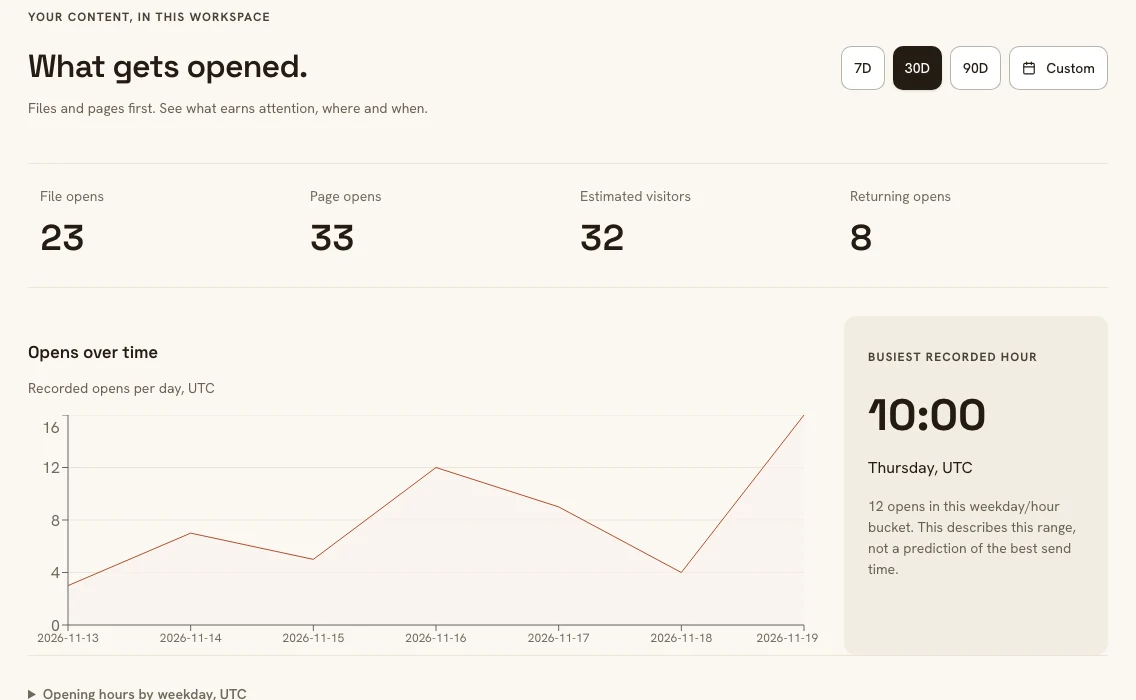 YOUR CONTENT, IN THIS WORKSPACE
What gets opened.
7D
30D
90D
Custom
Files and pages first. See what earns attention, where and when.
File opens
Page opens
Estimated visitors
Returning opens
23
33
32
8
Opens over time
Recorded opens per day, UTC
16
12
8
4
0
2026-11-13
2026-11-14
2026-11-15
2026-11-16
2026-11-17
2026-11-18
2026-11-19
BUSIEST RECORDED HOUR
10:00
Thursday, UTC
12 opens in this weekday/hour
bucket. This describes this range,
not a prediction of the best send
time.
Opening hours by weekday, UTC